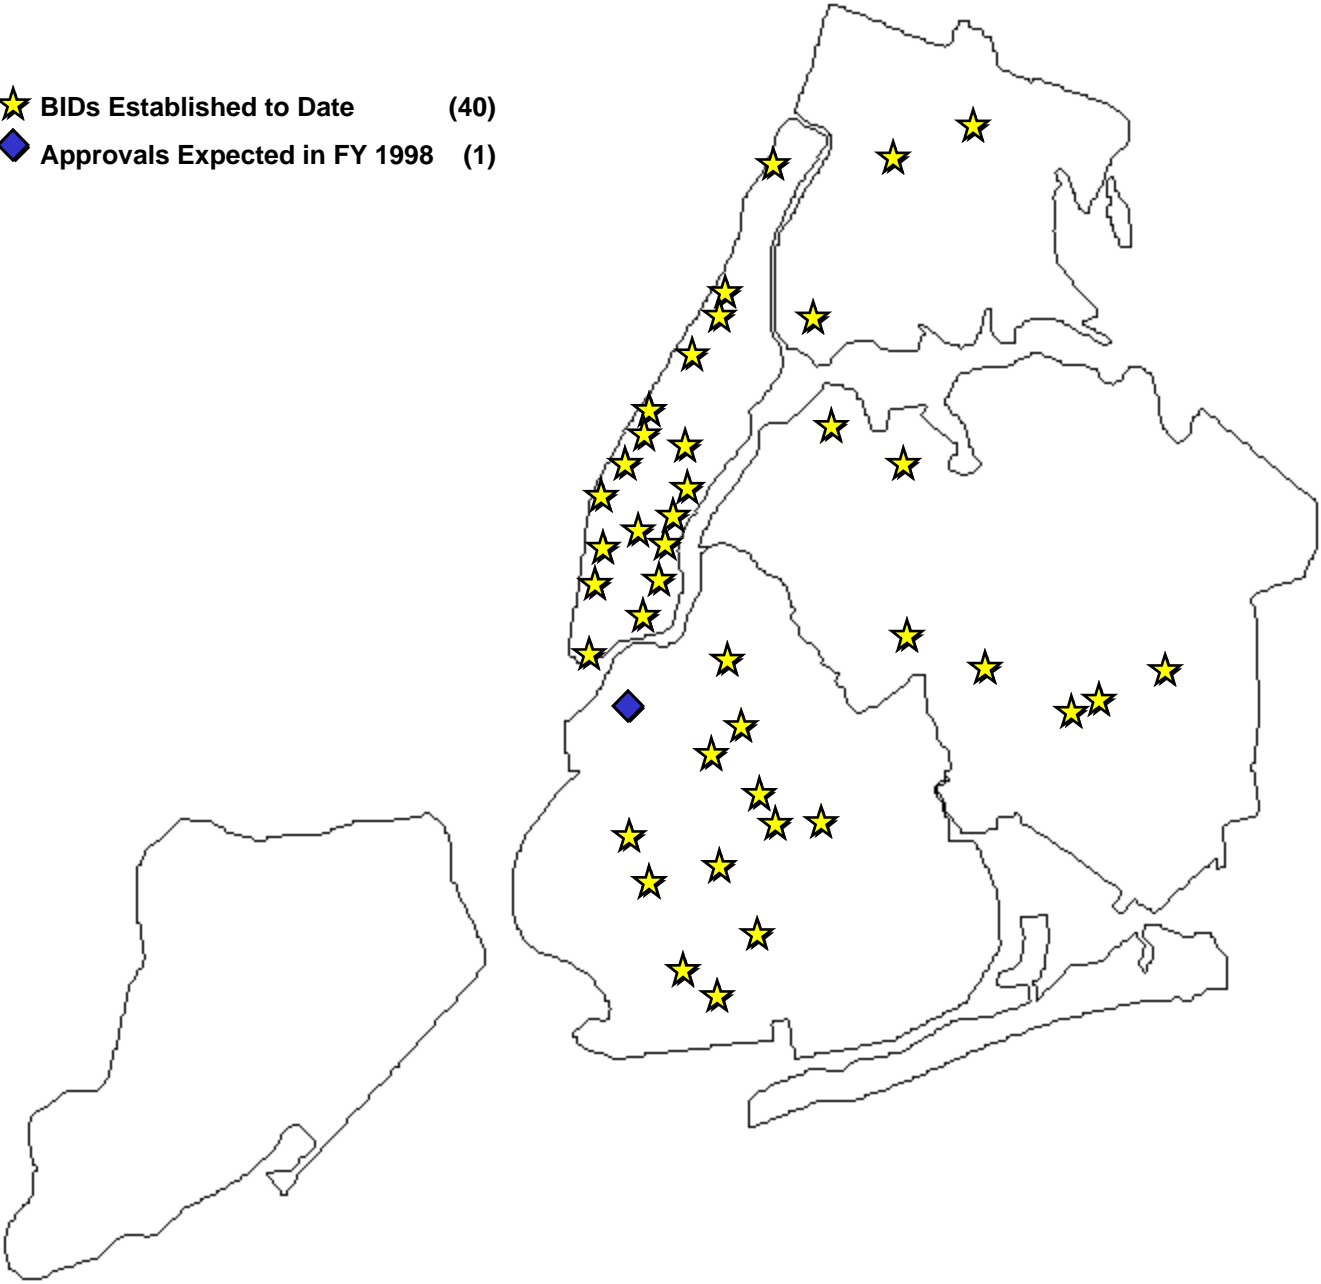 BIDs Established to Date (40)
Approvals Expected in FY 1998 (1)